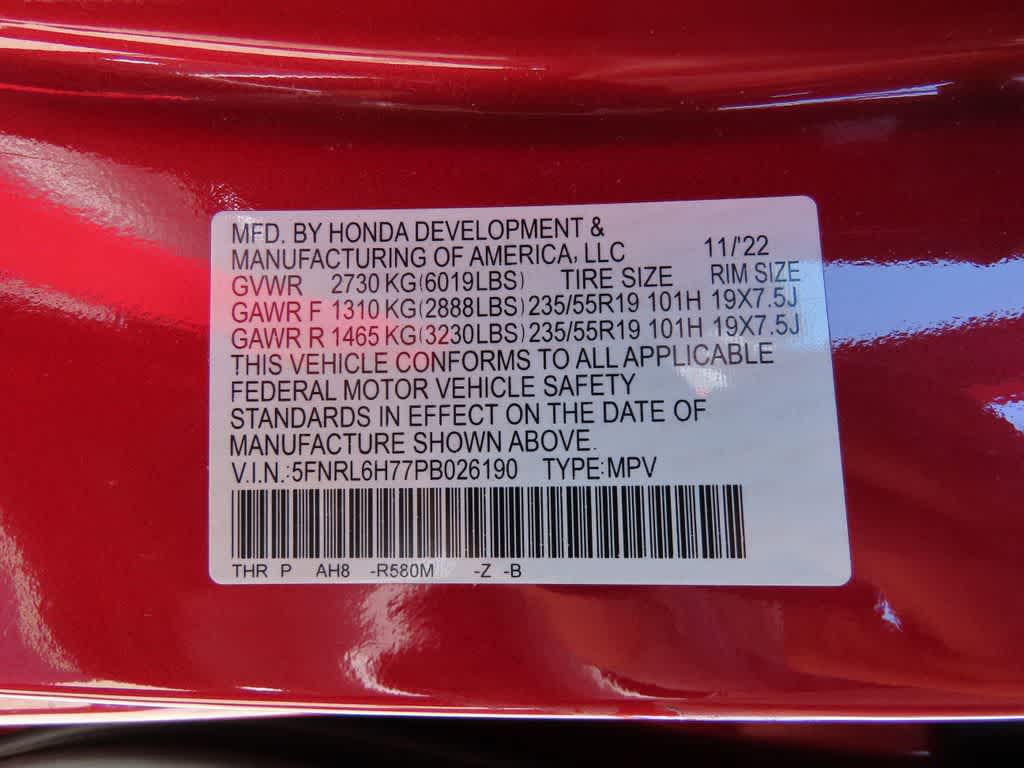 MFD. BY HONDA DEVELOPMENT &
MANUFACTURING OF AMERICA, LLC 11/'22
GVWR 2730 KG(6019LBS) TIRE SIZE RIM SIZE
GAWR F 1310 KG(2888LBS) 235/55R19 101H 19X7.5J
GAWR R 1465 KG(3230LBS) 235/55R19 101H 19X7.5J
THIS VEHICLE CONFORMS TO ALL APPLICABLE
FEDERAL MOTOR VEHICLE SAFETY
STANDARDS IN EFFECT ON THE DATE OF
MANUFACTURE SHOWN ABOVE.
V.I.N.:5FNRL6H77PB026190 TYPE:MPV
THR P AH8 -R580M -Z -B